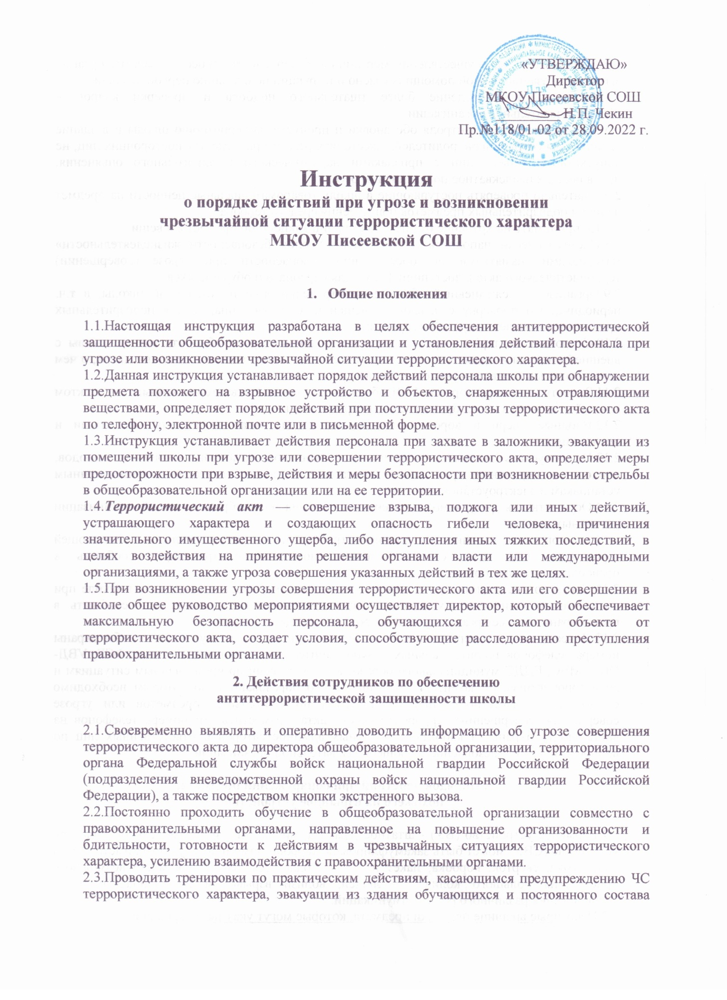 «УТВЕРЖДАЮ»
Директор
МКОУ Писеевской СОШ
Для
документов
Н.П. Чекин
Пр.№118/01-02 от 28.09.2022 г.
Инструкция
о порядке действий при угрозе и возникновении
чрезвычайной ситуации террористического характера
МКОУ Писеевской СОШ
1. Общие положения
1.1.Настоящая инструкция разработана в целях обеспечения антитеррористической
защищенности общеобразовательной организации и установления действий персонала при
угрозе или возникновении чрезвычайной ситуации террористического характера.
1.2.Данная инструкция устанавливает порядок действий персонала школы при обнаружении
предмета похожего на взрывное устройство и объектов, снаряженных отравляющими
веществами, определяет порядок действий при поступлении угрозы террористического акта
по телефону, электронной почте или в письменной форме.
1.3.Инструкция устанавливает действия персонала при захвате в заложники, эвакуации из
помещений школы при угрозе или совершении террористического акта, определяет меры
предосторожности при взрыве, действия и меры безопасности при возникновении стрельбы
в общеобразовательной организации или на ее территории.
1.4.Террористический акт — совершение взрыва, поджога или иных действий,
устрашающего характера и создающих опасность гибели человека, причинения
значительного имущественного ущерба, либо наступления иных тяжких последствий, в
целях воздействия на принятие решения органами власти или международными
организациями, а также угроза совершения указанных действий в тех же целях.
1.5.При возникновении угрозы совершения террористического акта или его совершении в
школе общее руководство мероприятиями осуществляет директор, который обеспечивает
максимальную безопасность персонала, обучающихся и самого объекта от
террористического акта, создает условия, способствующие расследованию преступления
правоохранительными органами.
2. Действия сотрудников по обеспечению
антитеррористической защищенности школы
2.1.Своевременно выявлять и оперативно доводить информацию об угрозе совершения
террористического акта до директора общеобразовательной организации, территориального
органа Федеральной службы войск национальной гвардии Российской Федерации
(подразделения вневедомственной охраны войск национальной гвардии Российской
Федерации), а также посредством кнопки экстренного вызова.
2.2.Постоянно проходить обучение в общеобразовательной организации совместно с
правоохранительными органами, направленное на повышение организованности и
бдительности, готовности к действиям в чрезвычайных ситуациях террористического
характера, усилению взаимодействия с правоохранительными органами.
2.3.Проводить тренировки по практическим действиям, касающимся предупреждению ЧС
террористического характера, эвакуации из здания обучающихся и постоянного состава